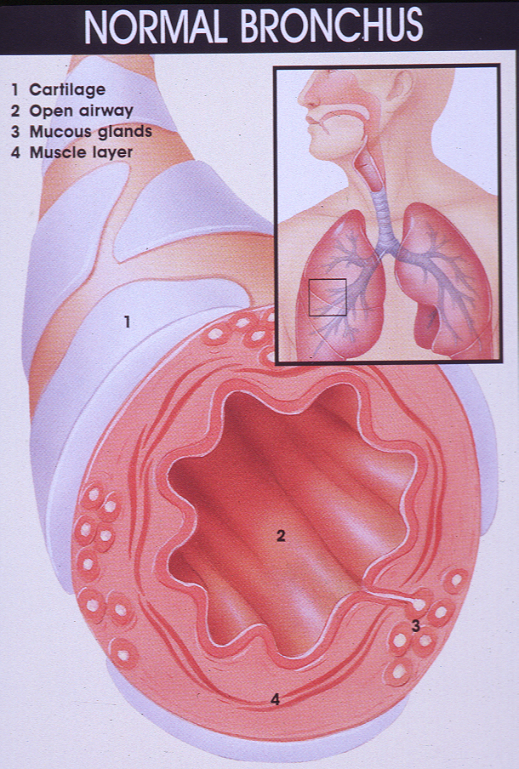 NORMAL BRONCHUS
1 Cartilage
2 Open airway
3 Mucous glands
4 Muscle layer
1
2
3
4